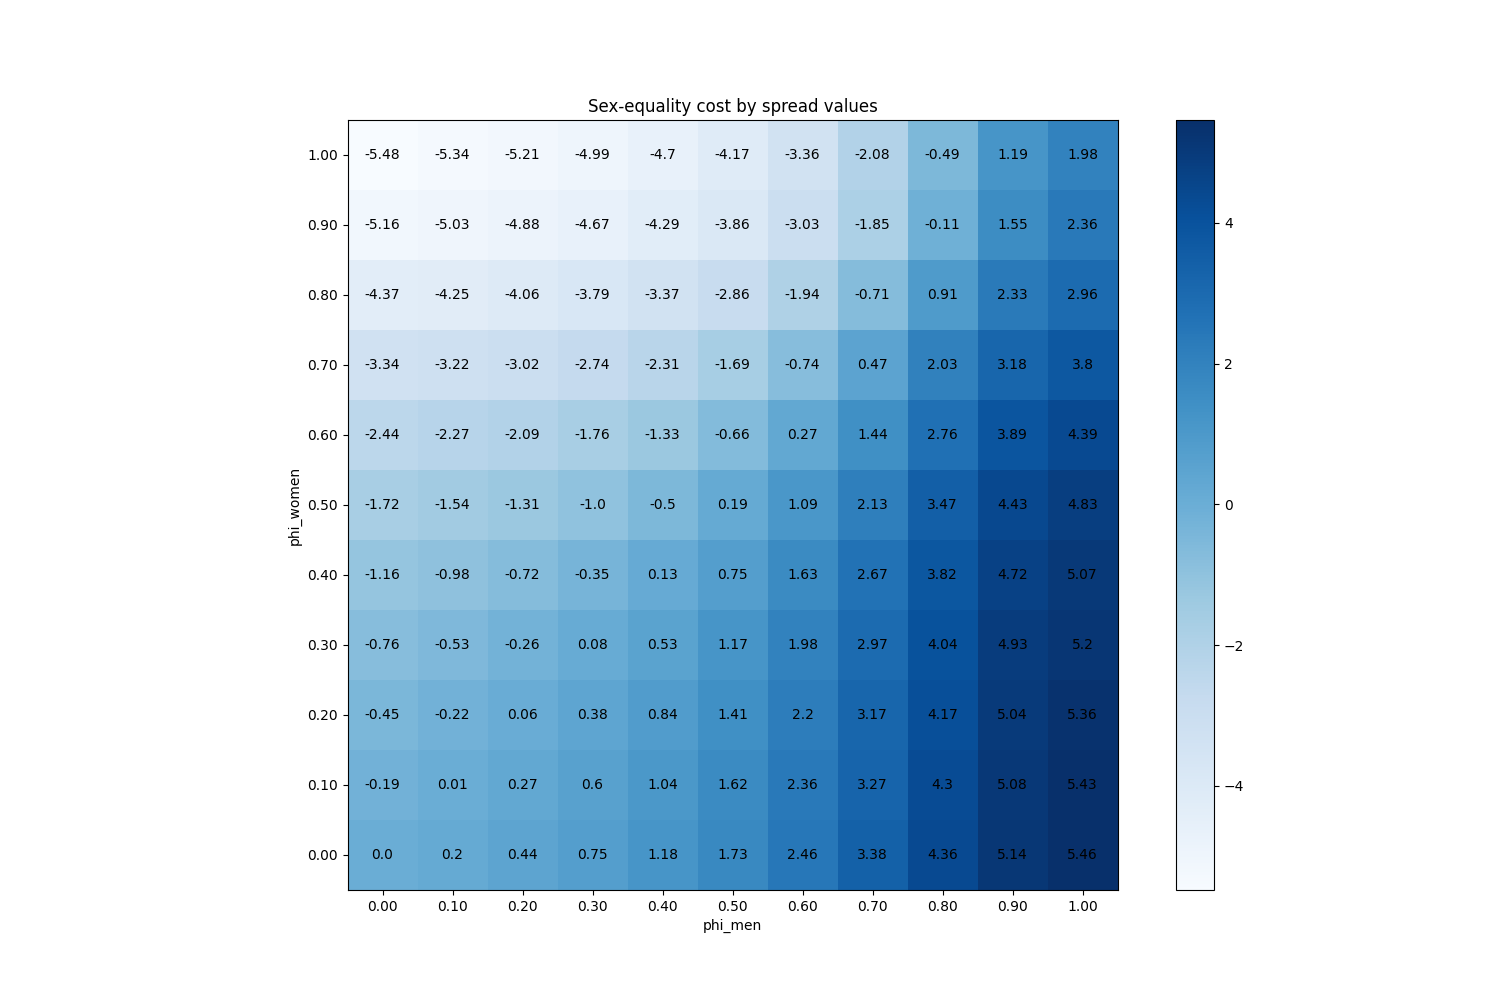 Sex-equality cost by spread values
1.00 -5.48 -5.34 -5.21 -4.99 -4.7 -4.17 -3.36 -2.08 -0.49 1.19 1.98
0.90 -5.16 -5.03 -4.88 -4.67 -4.29 -3.86 -3.03 -1.85 -0.11 1.55 2.36
0.80 -4.37 -4.25 -4.06 -3.79 -3.37 -2.86 -1.94 -0.71 0.91 2.33 2.96
0.70 -3.34 -3.22 -3.02 -2.74 -2.31 -1.69 -0.74 0.47 2.03 3.18 3.8
0.60 -2.44 -2.27 -2.09 -1.76 -1.33 -0.66 0.27 1.44 2.76 3.89 4.39
0.50 -1.72 -1.54 -1.31 -1.0 -0.5 0.19 1.09 2.13 3.47 4.43 4.83
0.40 -1.16 -0.98 -0.72 -0.35 0.13 0.75 1.63 2.67 3.82 4.72 5.07
0.30 -0.76 -0.53 -0.26 0.08 0.53 1.17 1.98 2.97 4.04 4.93 5.2
0.20 -0.45 -0.22 0.06 0.38 0.84 1.41 2.2 3.17 4.17 5.04 5.36
0.10 -0.19 0.01 0.27 0.6 1.04 1.62 2.36 3.27 4.3 5.08 5.43
0.00 0.0 0.2 0.44 0.75 1.18 1.73 2.46 3.38 4.36 5.14 5.46
0.00 0.10 0.20 0.30 0.40 0.50 0.60 0.70 0.80 0.90 1.00
phi_men
phi_women
4
2
0
−2
−4